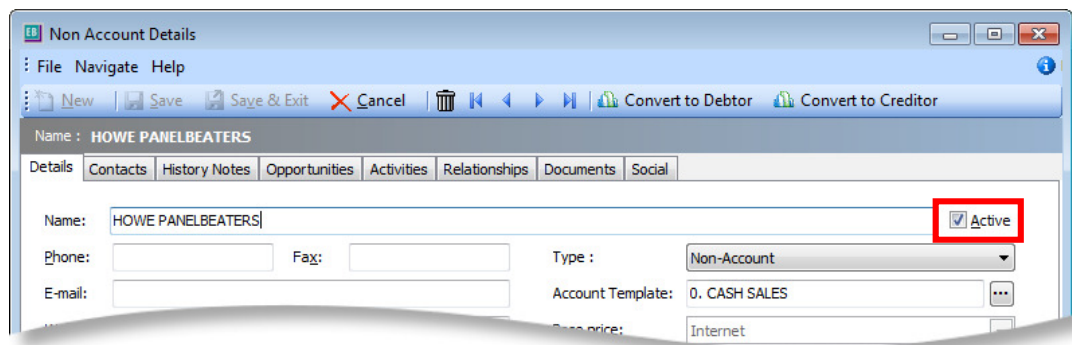 EB Non Account Details
File Navigate Help
New Save Save & Exit Cancel Convert to Debtor Convert to Creditor
Name : HOWE PANELBEATERS
Details Contacts History Notes Opportunities Activities Relationships Documents Social
Name: HOWE PANELBEATERS Active
Phone: Fax: Type : Non-Account
E-mail: Account Template: 0. CASH SALES ...
price: Internet